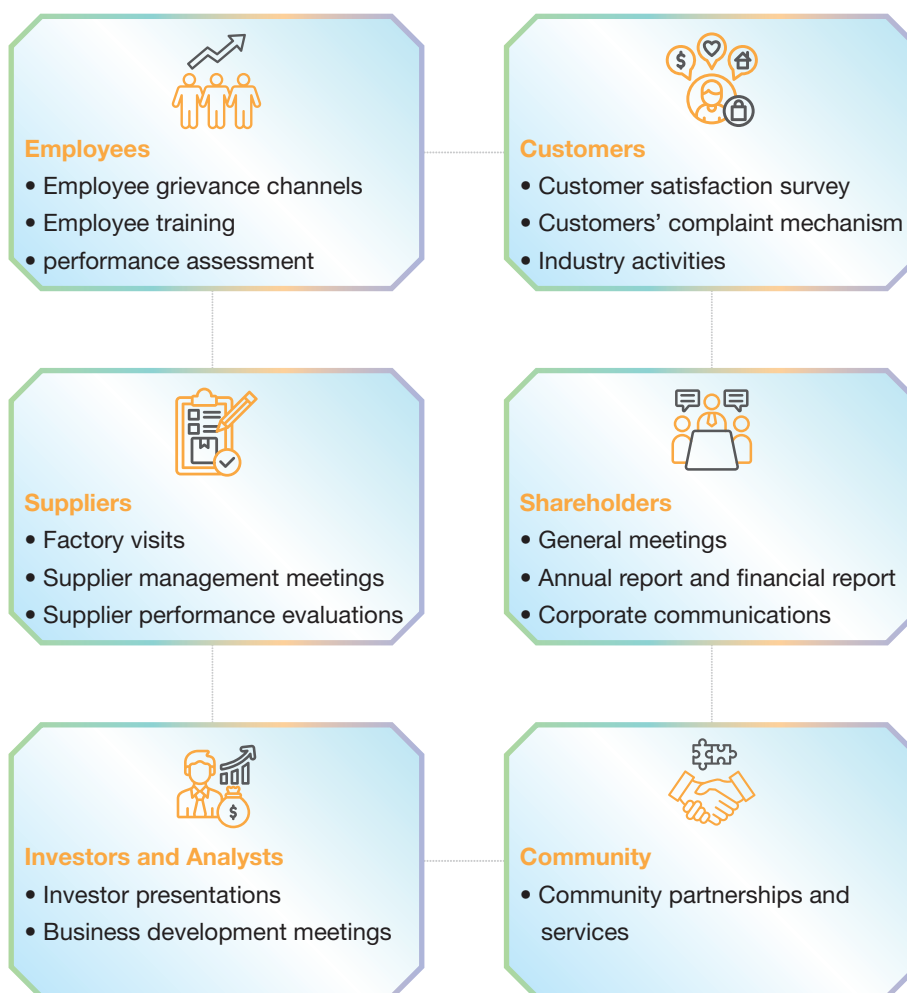 Employees
• Employee grievance channels
• Employee training
• performance assessment
Customers
• Customer satisfaction survey
• Customers’ complaint mechanism
• Industry activities
Suppliers
• Factory visits
• Supplier management meetings
• Supplier performance evaluations
Shareholders
• General meetings
• Annual report and financial report
• Corporate communications
Investors and Analysts
• Investor presentations
• Business development meetings
Community
• Community partnerships and
services